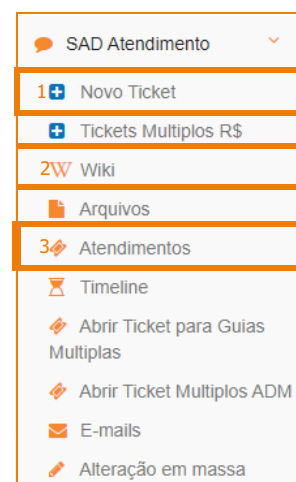 SAD Atendimento
1 Novo Ticket
Tickets Multiplos R$
2W Wiki
Arquivos
3 Atendimentos
Timeline
Abrir Ticket para Guias
Multiplas
Abrir Ticket Multiplos ADM
E-mails
Alteração em massa